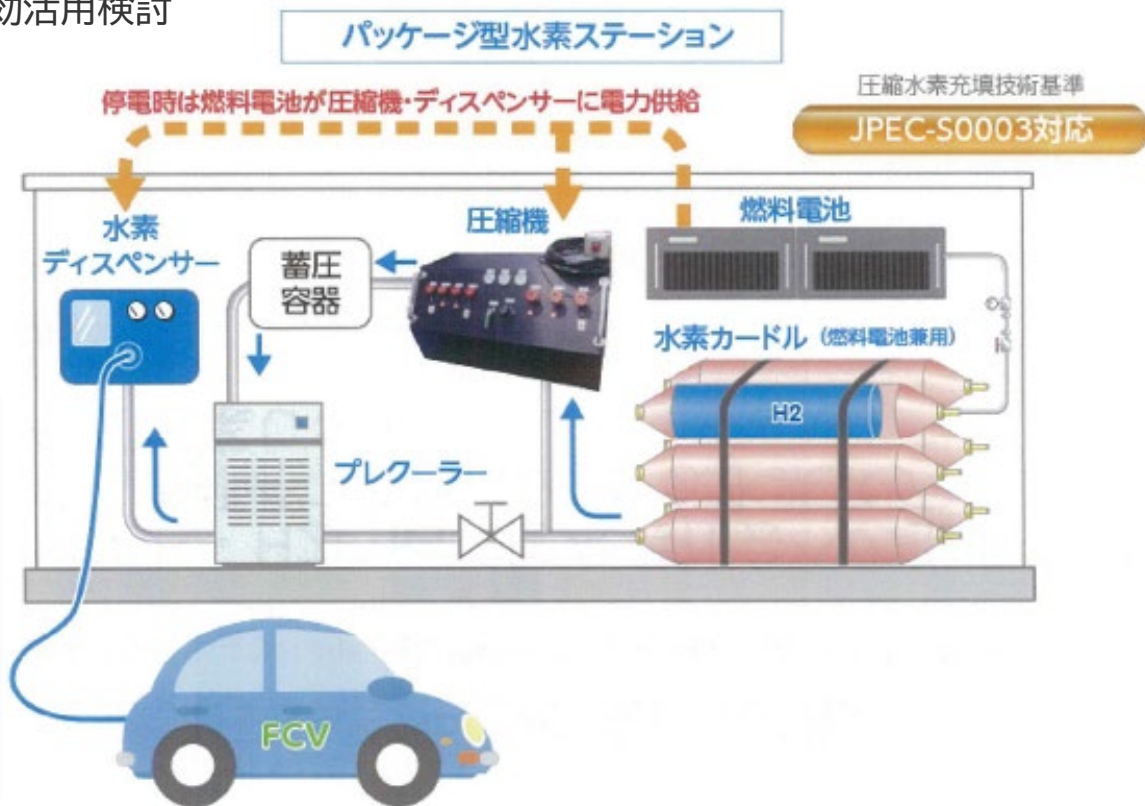 効活用検討
パッケージ型水素ステーション
停電時は燃料電池が圧縮機・ディスペンサーに電力供給
圧縮水素充填技術基準
JPEC-S0003対応
水素
ディスペンサー
蓄圧
容器
圧縮機
燃料電池
水素カードル（燃料電池兼用）
H2
プレクーラー
FCV